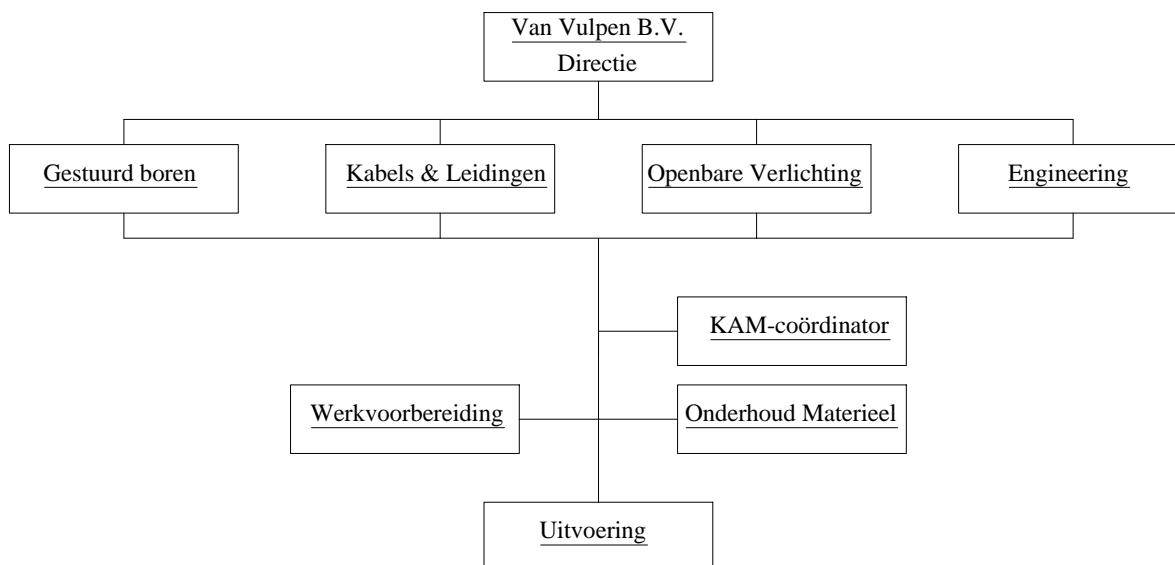 Van Vulpen B.V.
Directie
Gestuurd boren
Kabels & Leidingen
Openbare Verlichting
Engineering
KAM-coördinator
Werkvoorbereiding
Onderhoud Materieel
Uitvoering